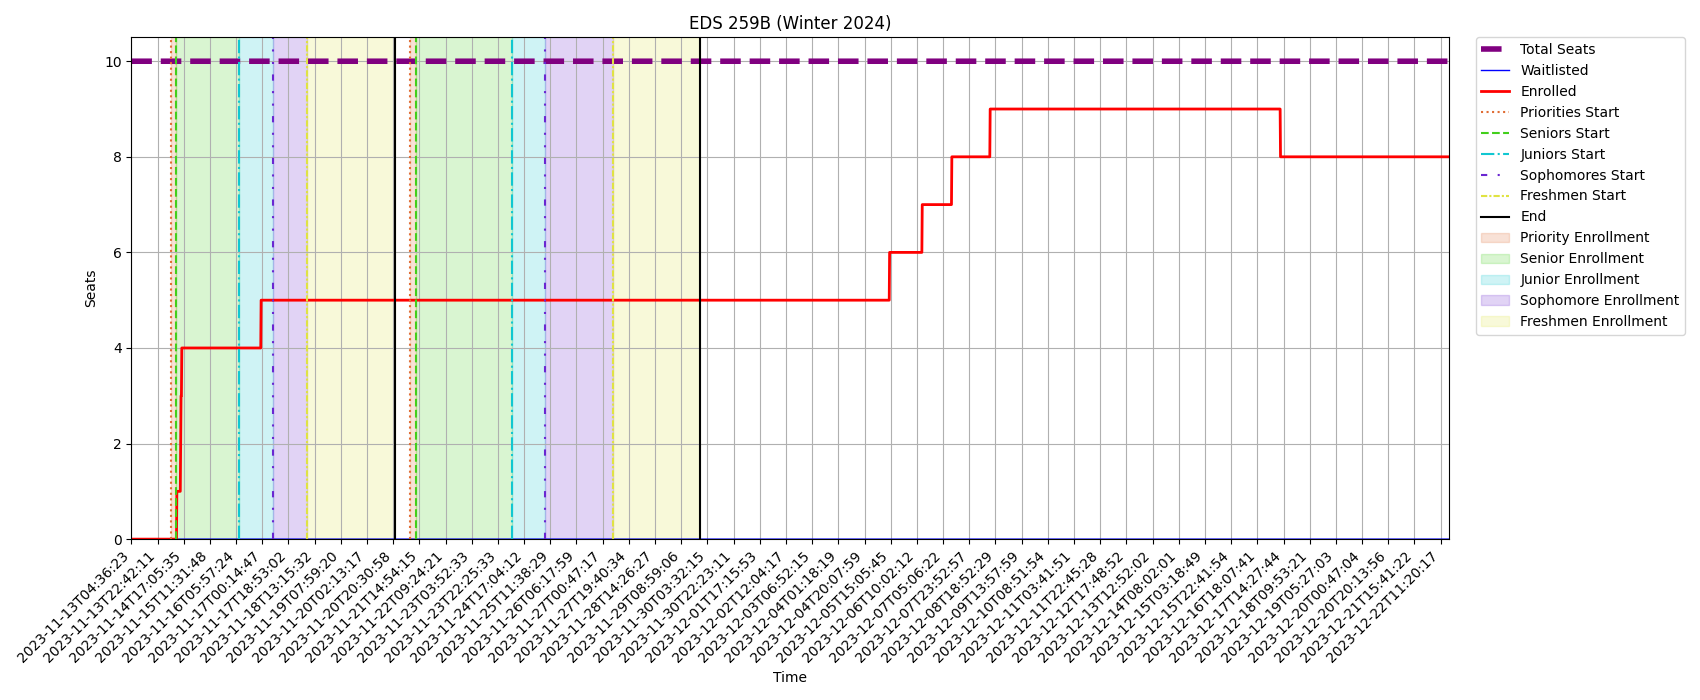 EDS 259B (Winter 2024)
Seats
10
8
6
4
2
0
2023-11-13T04:36:23
2023-11-13T22:42:11
2023-11-14T17:05:35
2023-11-15T11:31:48
2023-11-16T05:57:24
2023-11-17T00:14:47
2023-11-17T18:53:02
2023-11-18T13:15:32
2023-11-19T07:59:20
2023-11-20T02:13:17
2023-11-20T20:30:58
2023-11-21T14:54:15
2023-11-22T09:24:21
2023-11-23T03:52:33
2023-11-23T22:25:33
2023-11-24T17:04:12
2023-11-25T11:38:29
2023-11-26T06:17:59
2023-11-27T00:47:17
2023-11-27T19:40:34
2023-11-28T14:26:27
2023-11-29T08:59:06
2023-11-30T03:32:15
2023-11-30T22:23:11
2023-12-01T17:15:53
2023-12-02T12:04:17
2023-12-03T06:52:15
2023-12-04T01:18:19
2023-12-04T20:07:59
2023-12-05T15:05:45
2023-12-06T10:02:12
2023-12-07T05:06:22
2023-12-07T23:52:57
2023-12-08T18:52:29
2023-12-09T13:57:59
2023-12-10T08:51:54
2023-12-11T03:41:51
2023-12-11T22:45:28
2023-12-12T17:48:52
2023-12-13T12:52:02
2023-12-14T08:02:01
2023-12-15T03:18:49
2023-12-15T22:41:54
2023-12-16T18:07:41
2023-12-17T14:27:44
2023-12-18T09:53:21
2023-12-19T05:27:03
2023-12-20T00:47:04
2023-12-20T20:13:56
2023-12-21T15:41:22
2023-12-22T11:20:17
Time
Total Seats
Waitlisted
Enrolled
Priorities Start
Seniors Start
Juniors Start
Sophomores Start
Freshmen Start
End
Priority Enrollment
Senior Enrollment
Junior Enrollment
Sophomore Enrollment
Freshmen Enrollment